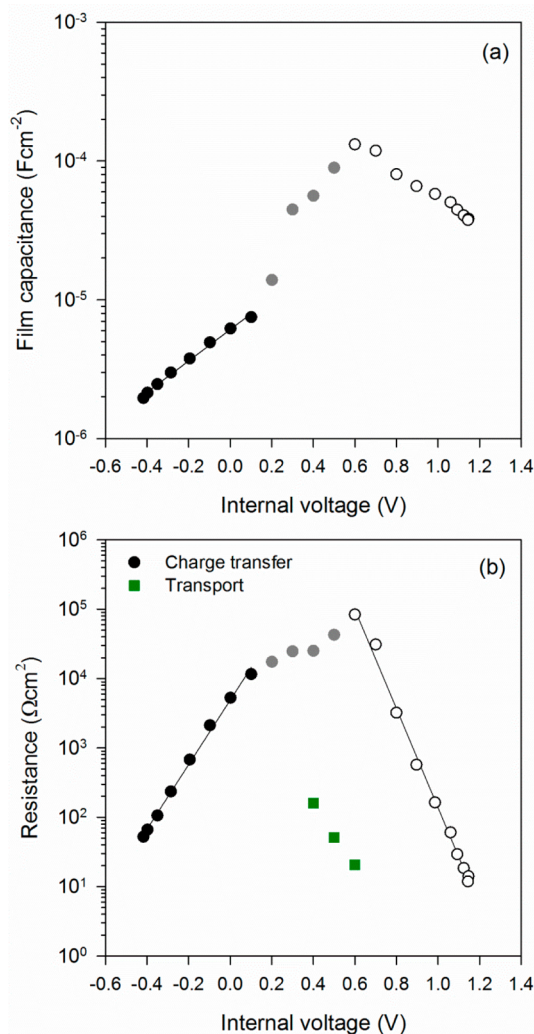 (a)
Film capacitance (Fcm⁻²)
10⁻³
10⁻⁴
10⁻⁵
10⁻⁶
-0.6 -0.4 -0.2 0.0 0.2 0.4 0.6 0.8 1.0 1.2 1.4
Internal voltage (V)
(b)
Charge transfer
Transport
Resistance (Ωcm²)
10⁶
10⁵
10⁴
10³
10²
10¹
10⁰
-0.6 -0.4 -0.2 0.0 0.2 0.4 0.6 0.8 1.0 1.2 1.4
Internal voltage (V)